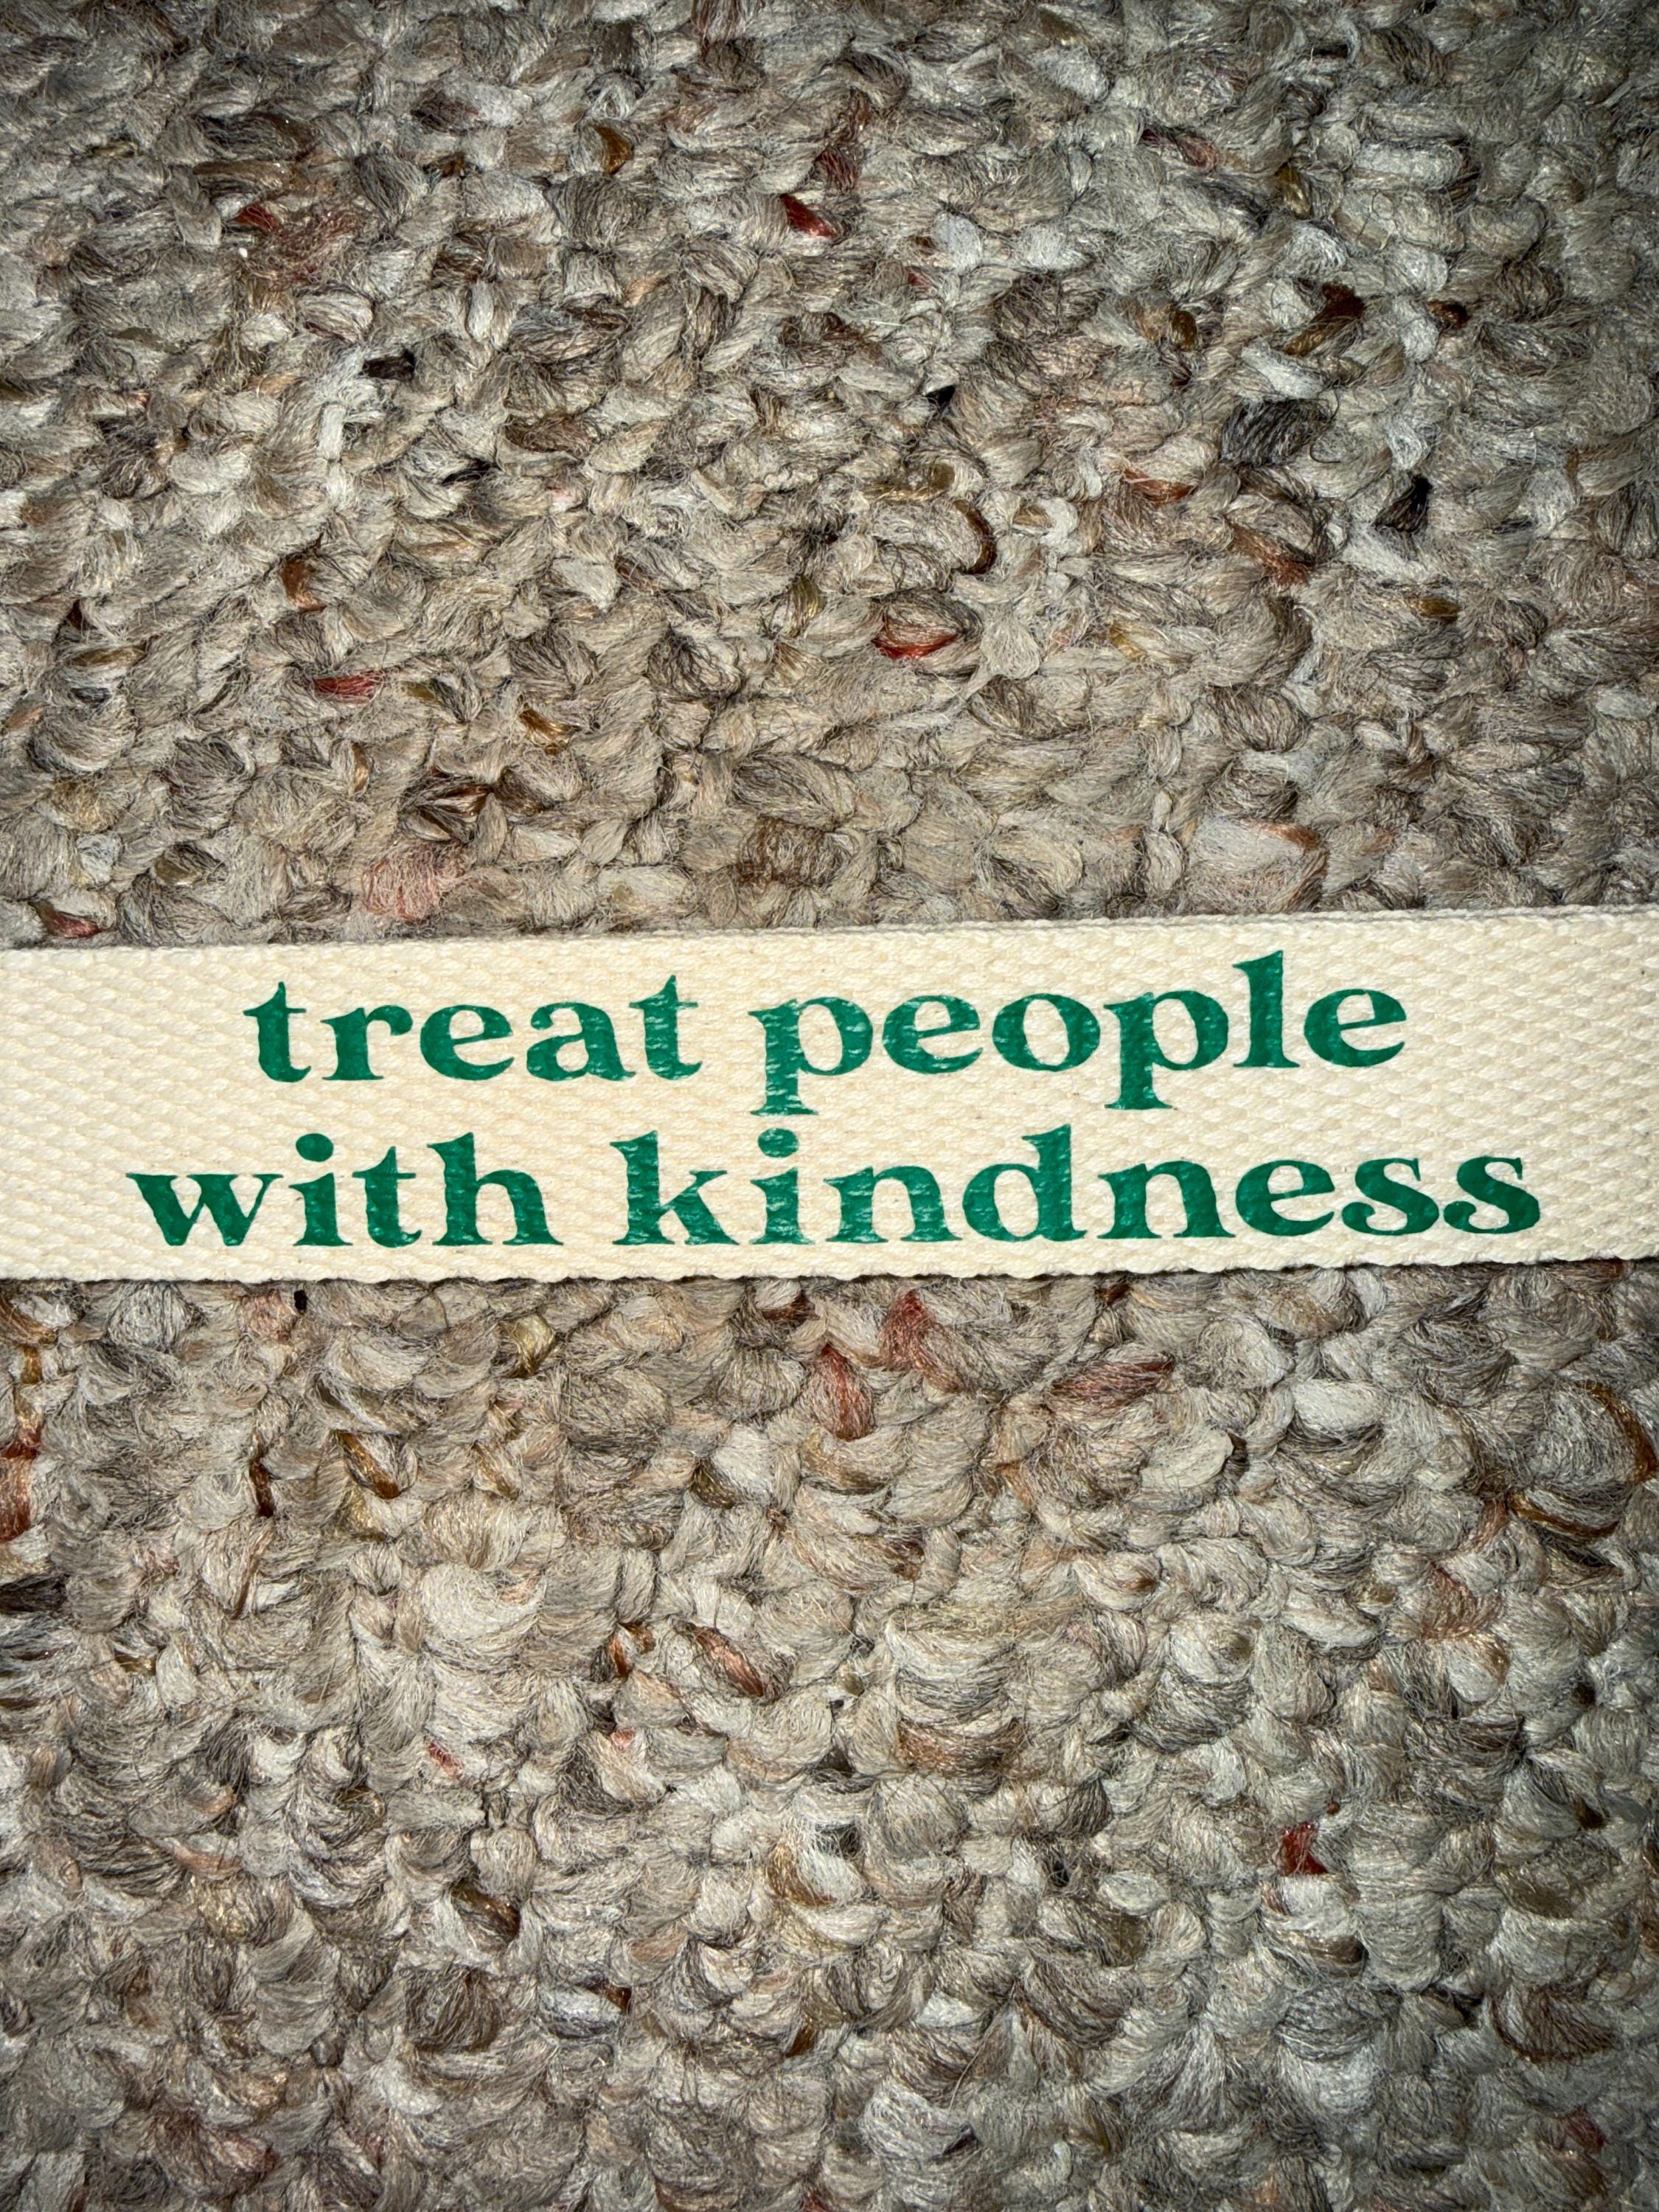 treat people
with kindness